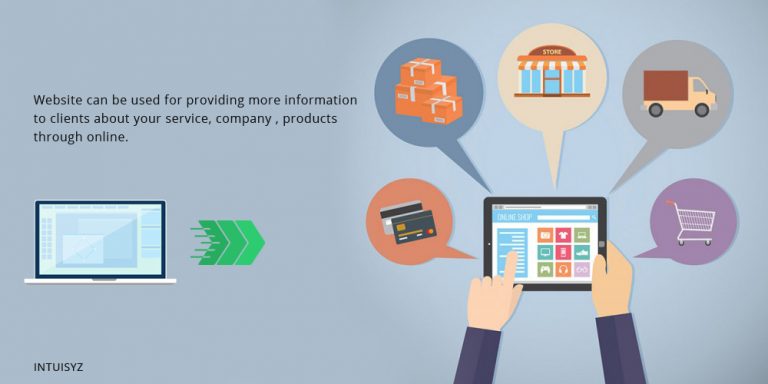 Website can be used for providing more information
to clients about your service, company , products
through online.
STORE
ONLINE SHOP
INTUISYZ